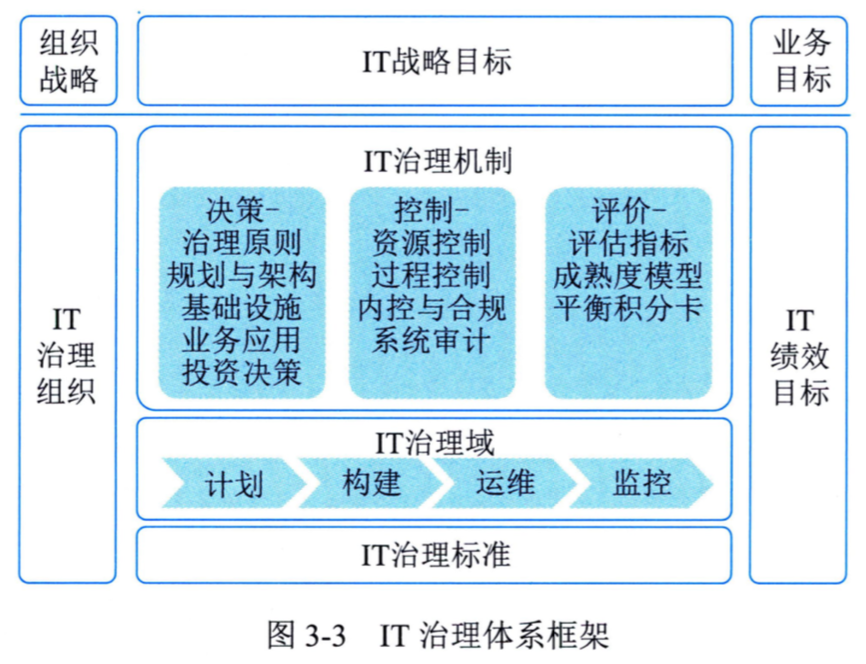 组织
战略
IT战略目标
业务
目标
IT
治理
组织
IT治理机制
决策-
治理原则
规划与架构
基础设施
业务应用
投资决策
控制-
资源控制
过程控制
内控与合规
系统审计
评价-
评估指标
成熟度模型
平衡积分卡
IT治理域
计划
构建
运维
监控
IT治理标准
IT
绩效
目标
图 3-3 IT 治理体系框架